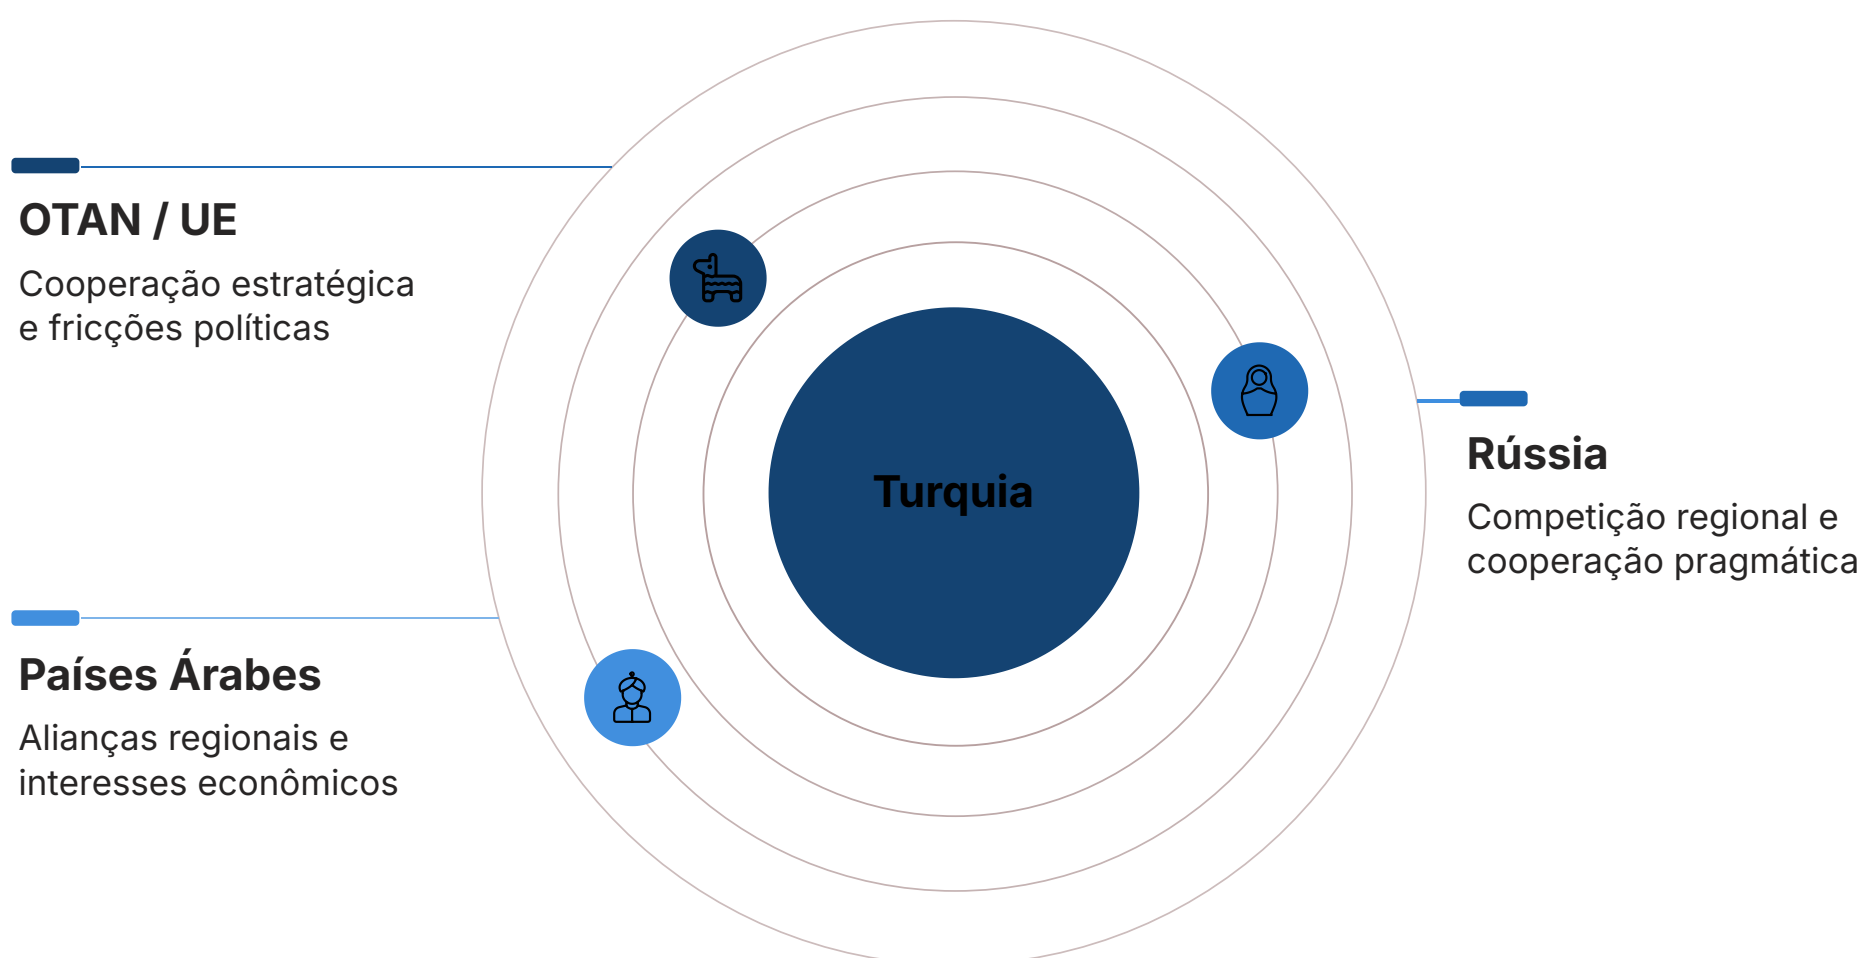 OTAN / UE
Cooperação estratégica
e fricções políticas
Turquia
Rússia
Competição regional e
cooperação pragmática
Países Árabes
Alianças regionais e
interesses econômicos